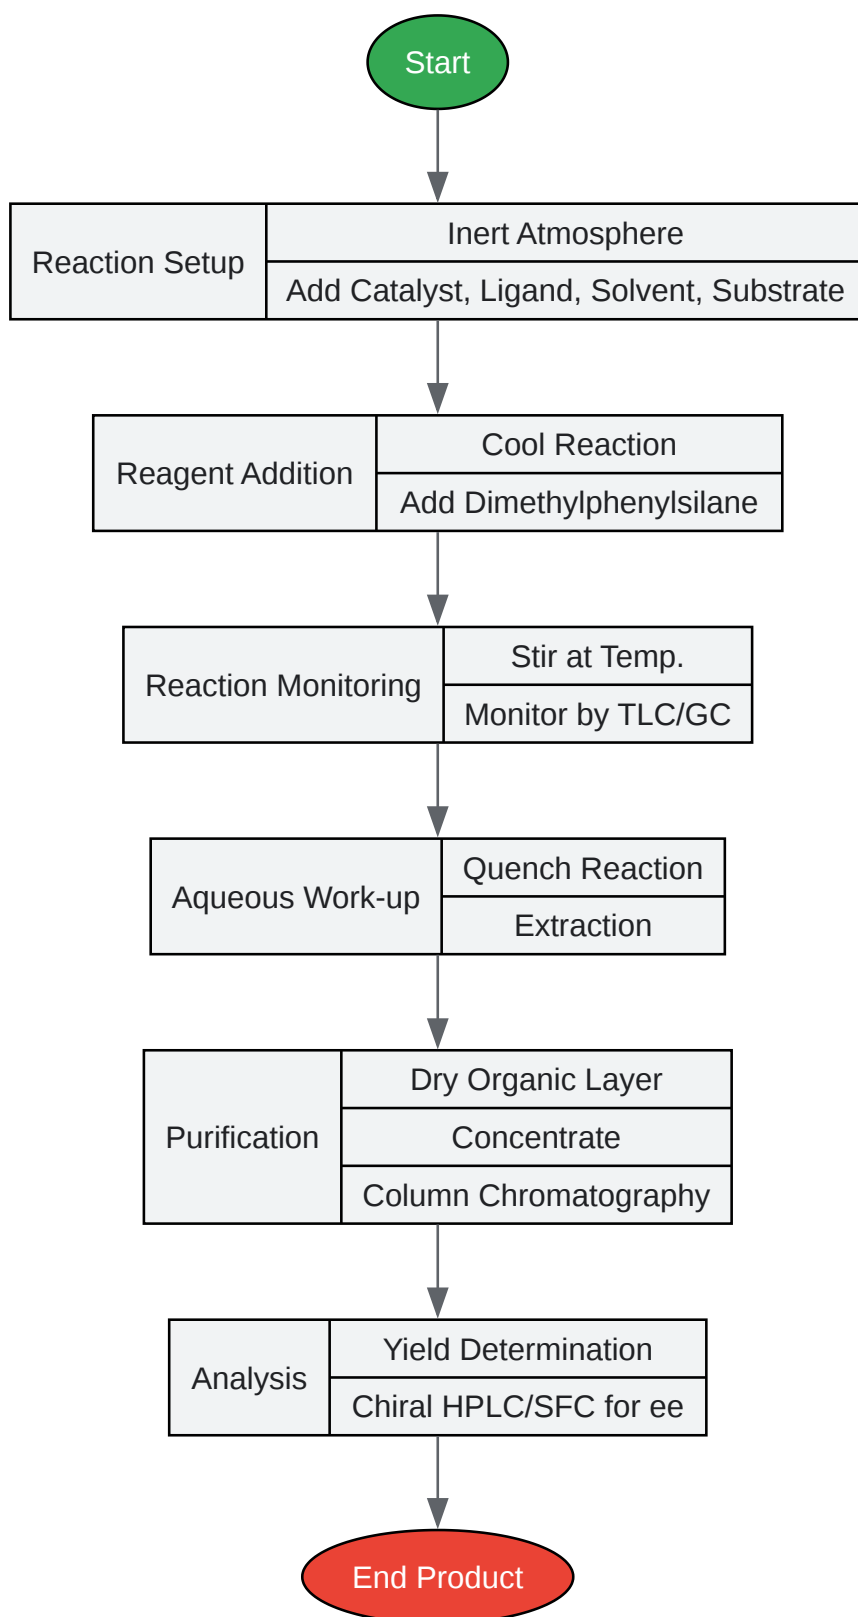 Start
Reaction Setup
Inert Atmosphere
Add Catalyst, Ligand, Solvent, Substrate
Reagent Addition
Cool Reaction
Add Dimethylphenylsilane
Reaction Monitoring
Stir at Temp.
Monitor by TLC/GC
Aqueous Work-up
Quench Reaction
Extraction
Purification
Dry Organic Layer
Concentrate
Column Chromatography
Analysis
Yield Determination
Chiral HPLC/SFC for ee
End Product